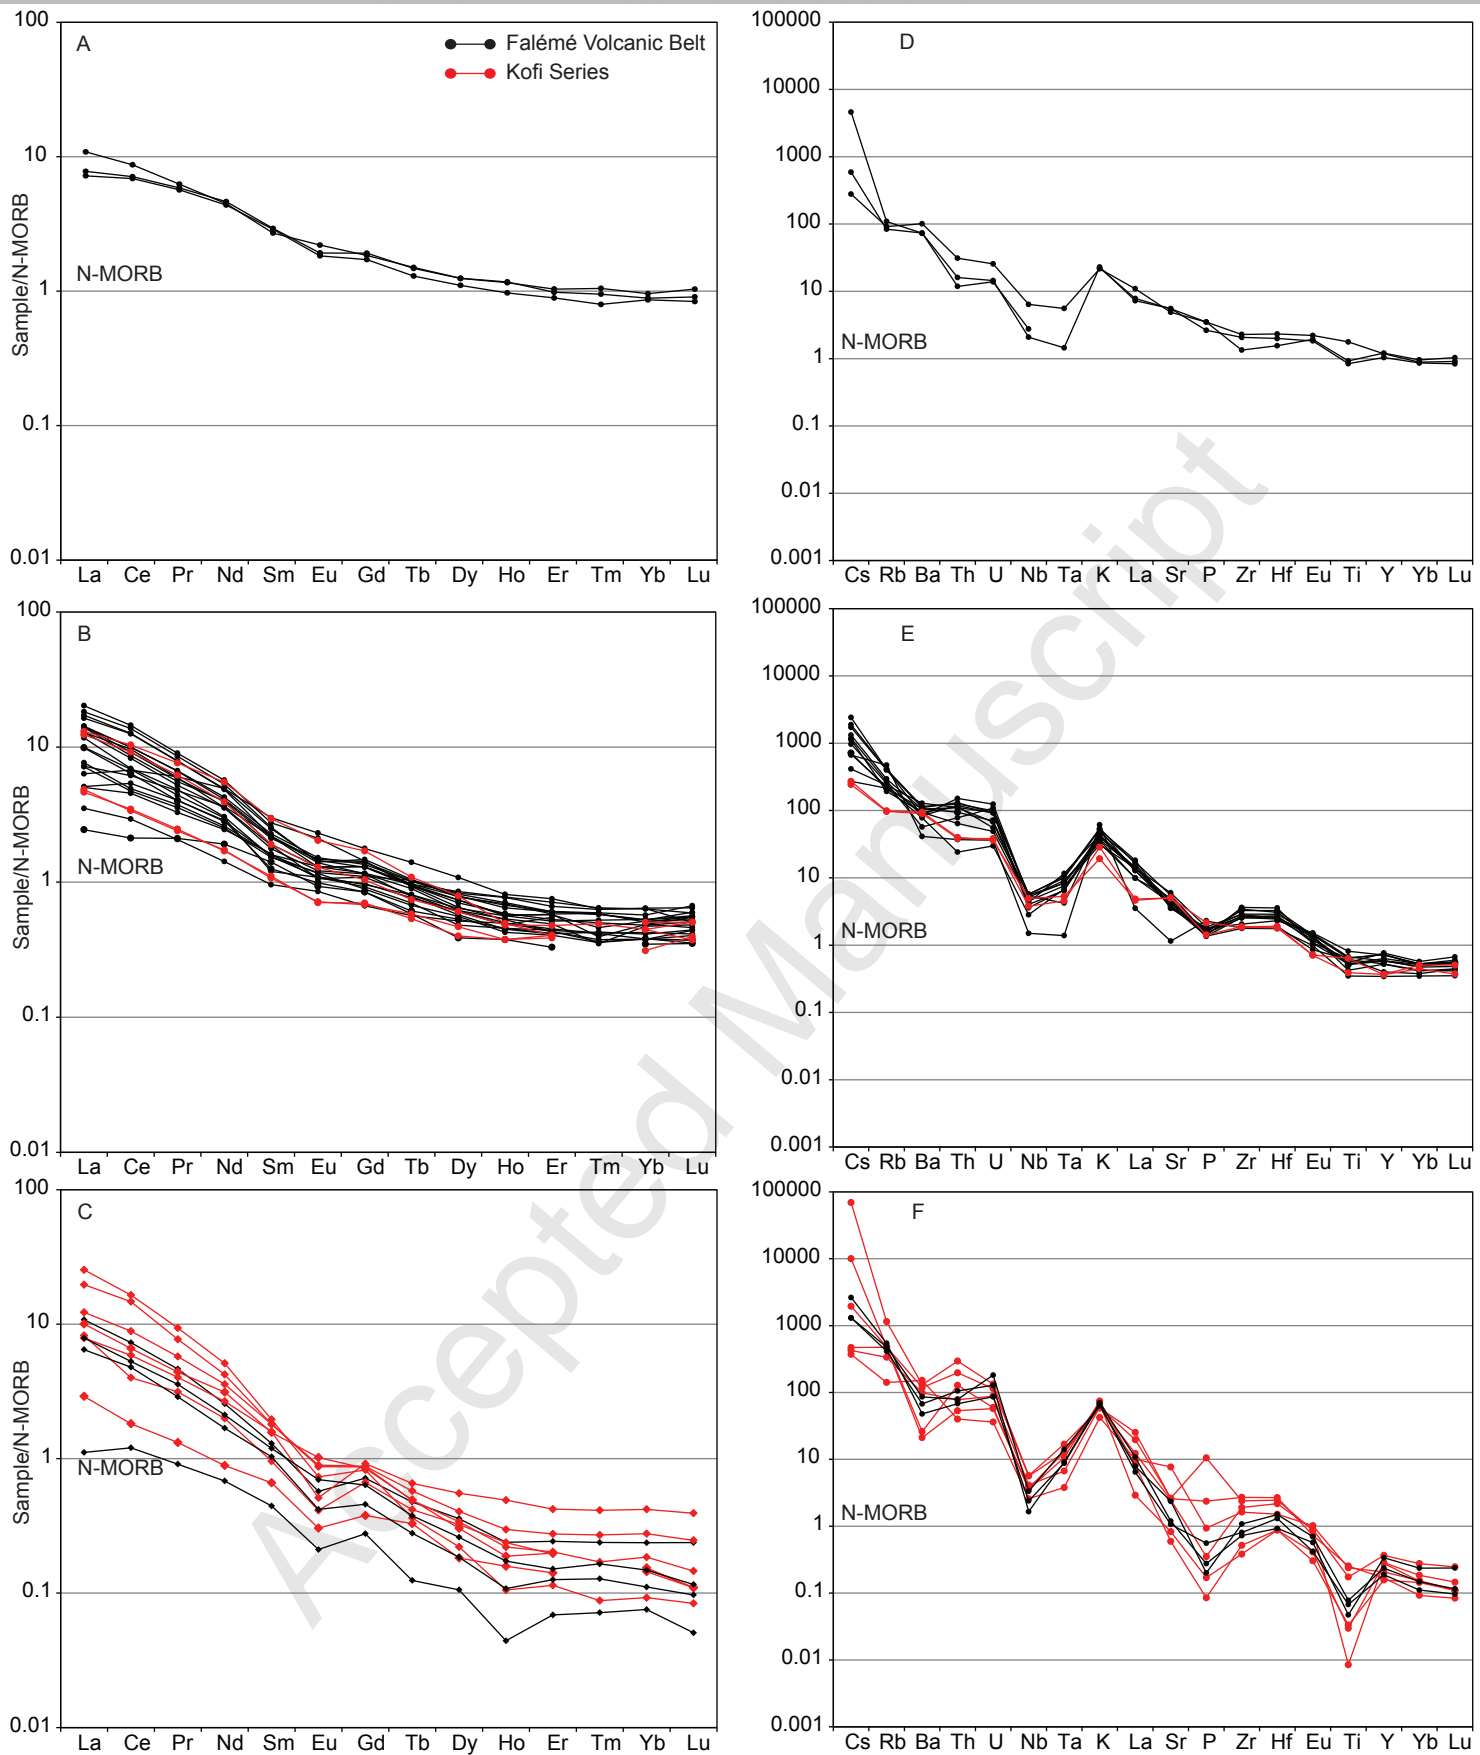 A
Falémé Volcanic Belt
Kofi Series
100
10
1
0.1
0.01
Sample/N-MORB
N-MORB
La Ce Pr Nd Sm Eu Gd Tb Dy Ho Er Tm Yb Lu
D
100000
10000
1000
100
10
1
0.1
0.01
0.001
N-MORB
Cs Rb Ba Th U Nb Ta K La Sr P Zr Hf Eu Ti Y Yb Lu
B
100
10
1
0.1
0.01
Sample/N-MORB
N-MORB
La Ce Pr Nd Sm Eu Gd Tb Dy Ho Er Tm Yb Lu
E
100000
10000
1000
100
10
1
0.1
0.01
0.001
N-MORB
Cs Rb Ba Th U Nb Ta K La Sr P Zr Hf Eu Ti Y Yb Lu
C
100
10
1
0.1
0.01
Sample/N-MORB
N-MORB
La Ce Pr Nd Sm Eu Gd Tb Dy Ho Er Tm Yb Lu
F
100000
10000
1000
100
10
1
0.1
0.01
0.001
N-MORB
Cs Rb Ba Th U Nb Ta K La Sr P Zr Hf Eu Ti Y Yb Lu
Accepted Manuscript